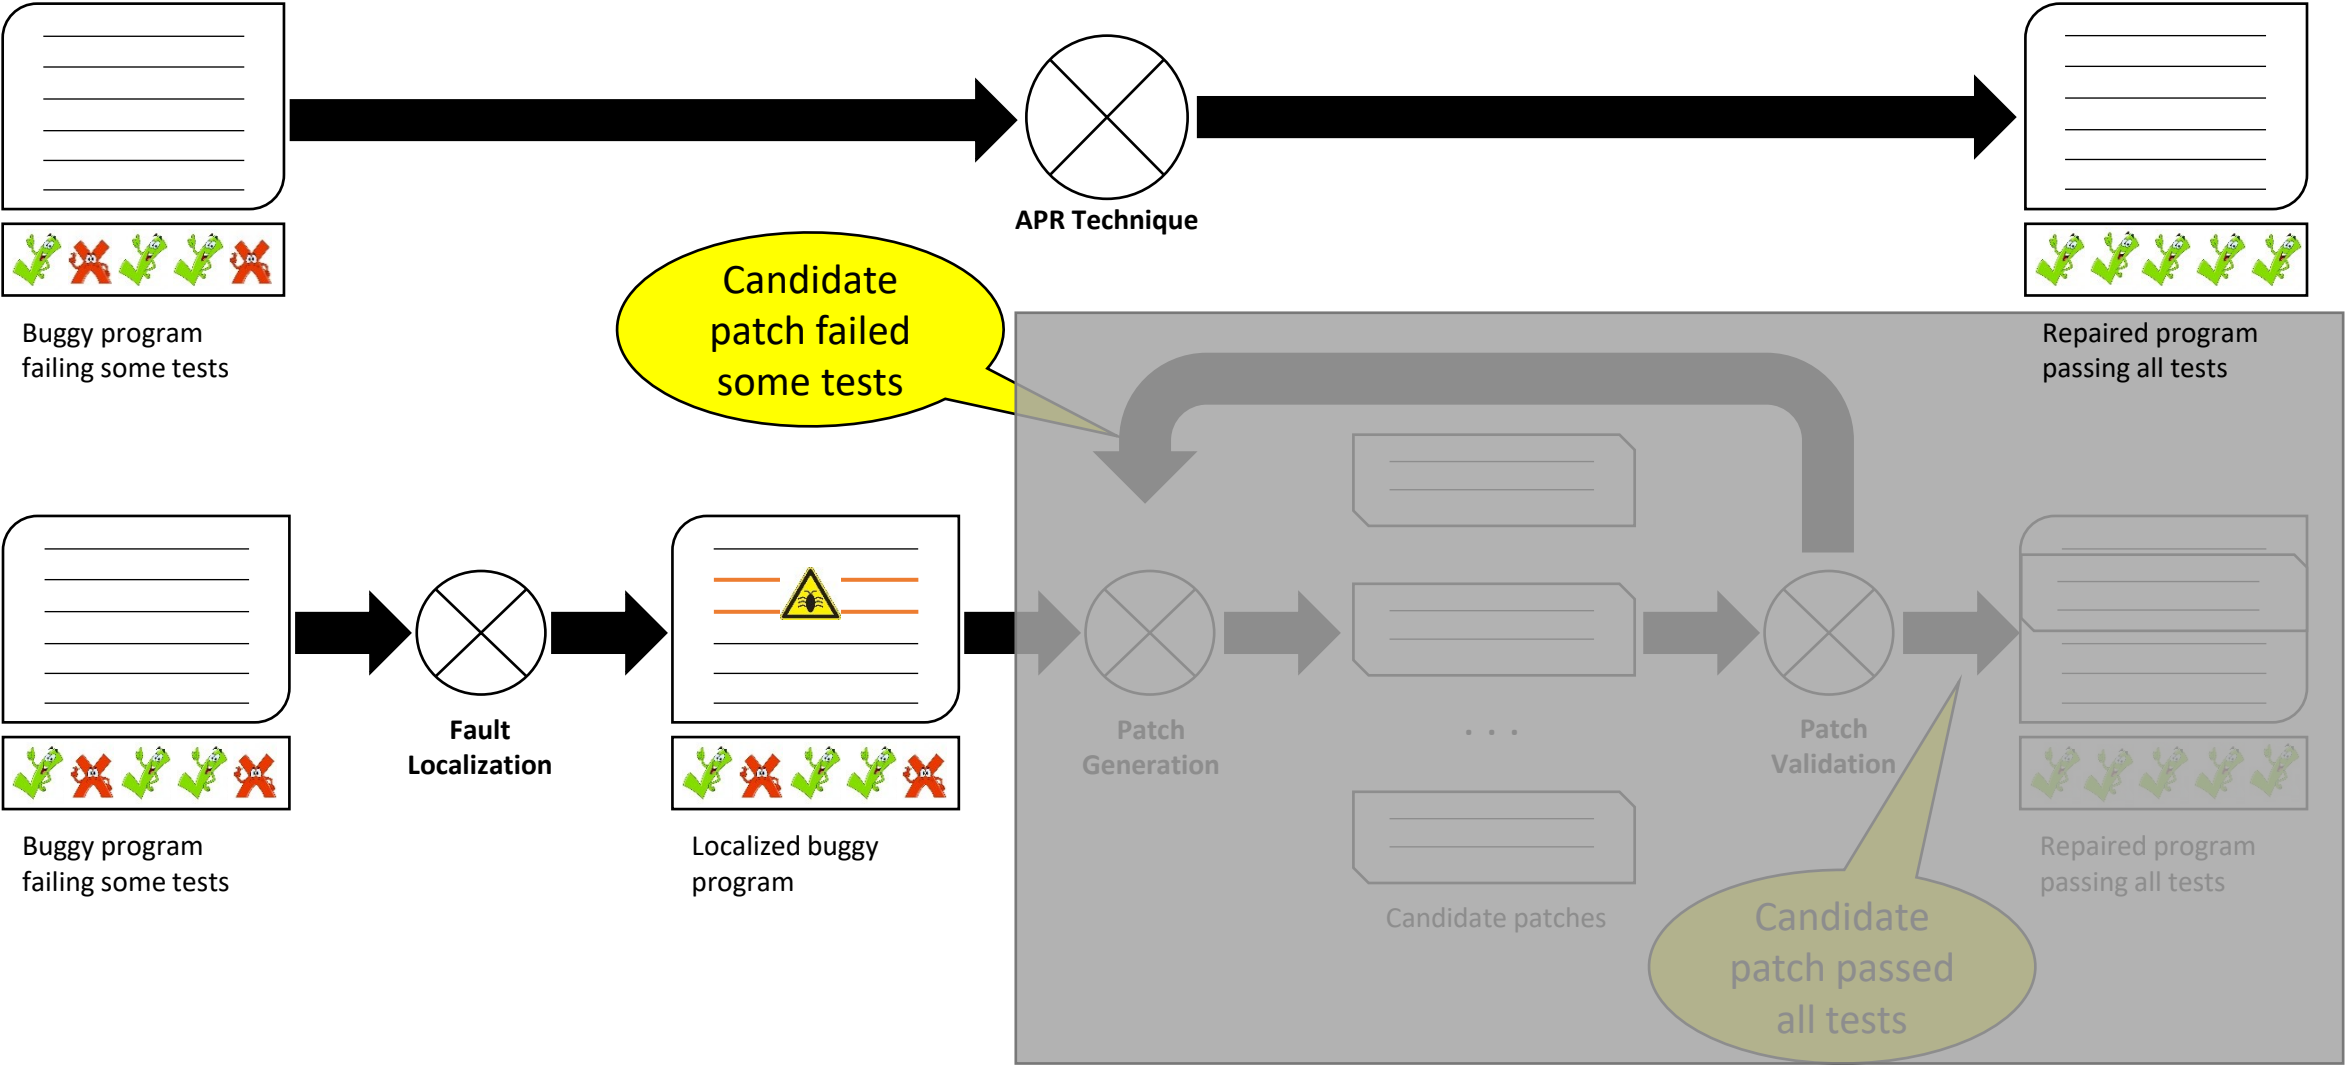 APR Technique
Candidate
patch failed
some tests
Buggy program
failing some tests
Repaired program
passing all tests
Fault
Localization
Patch
Generation
. . .
Patch
Validation
Buggy program
failing some tests
Localized buggy
program
Repaired program
passing all tests
Candidate patches
Candidate
patch passed
all tests